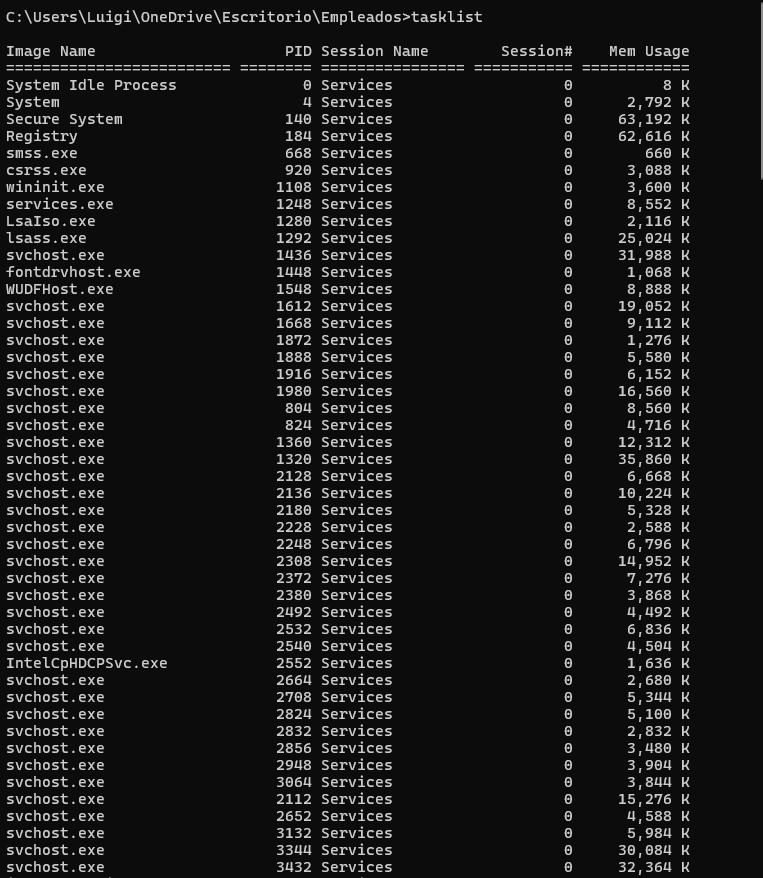 C:\Users\Luigi\OneDrive\Escritorio\Empleados>tasklist
Image Name                     PID Session Name        Session#    Mem Usage
========================= ======== ================ =========== ============
System Idle Process              0 Services                   0          8 K
System                           4 Services                   0      2,792 K
Secure System                  140 Services                   0     63,192 K
Registry                       184 Services                   0     62,616 K
smss.exe                       668 Services                   0        660 K
csrss.exe                      920 Services                   0      3,088 K
wininit.exe                   1108 Services                   0      3,600 K
services.exe                  1248 Services                   0      8,552 K
LsaIso.exe                    1280 Services                   0      2,116 K
lsass.exe                     1292 Services                   0     25,024 K
svchost.exe                   1436 Services                   0     31,988 K
fontdrvhost.exe               1448 Services                   0      1,068 K
WUDFHost.exe                  1548 Services                   0      8,888 K
svchost.exe                   1612 Services                   0     19,052 K
svchost.exe                   1668 Services                   0      9,112 K
svchost.exe                   1872 Services                   0      1,276 K
svchost.exe                   1888 Services                   0      5,580 K
svchost.exe                   1916 Services                   0      6,152 K
svchost.exe                   1980 Services                   0     16,560 K
svchost.exe                    804 Services                   0      8,560 K
svchost.exe                    824 Services                   0      4,716 K
svchost.exe                   1360 Services                   0     12,312 K
svchost.exe                   1320 Services                   0     35,860 K
svchost.exe                   2128 Services                   0      6,668 K
svchost.exe                   2136 Services                   0     10,224 K
svchost.exe                   2180 Services                   0      5,328 K
svchost.exe                   2228 Services                   0      2,588 K
svchost.exe                   2248 Services                   0      6,796 K
svchost.exe                   2308 Services                   0     14,952 K
svchost.exe                   2372 Services                   0      7,276 K
svchost.exe                   2380 Services                   0      3,868 K
svchost.exe                   2492 Services                   0      4,492 K
svchost.exe                   2532 Services                   0      6,836 K
svchost.exe                   2540 Services                   0      4,504 K
IntelCpHDCPSvc.exe            2552 Services                   0      1,636 K
svchost.exe                   2664 Services                   0      2,680 K
svchost.exe                   2708 Services                   0      5,344 K
svchost.exe                   2824 Services                   0      5,100 K
svchost.exe                   2832 Services                   0      2,832 K
svchost.exe                   2856 Services                   0      3,480 K
svchost.exe                   2948 Services                   0      3,904 K
svchost.exe                   3064 Services                   0      3,844 K
svchost.exe                   2112 Services                   0     15,276 K
svchost.exe                   2652 Services                   0      4,588 K
svchost.exe                   3132 Services                   0      5,984 K
svchost.exe                   3344 Services                   0     30,084 K
svchost.exe                   3432 Services                   0     32,364 K